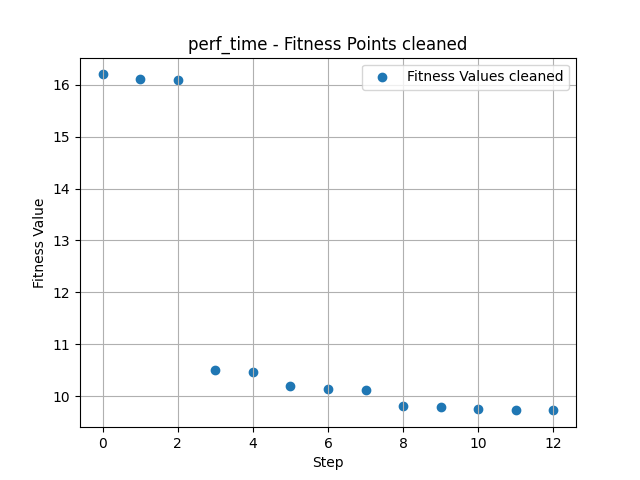 perf_time - Fitness Points cleaned
Fitness Values cleaned
16
15
14
13
12
11
10
Fitness Value
0 2 4 6 8 10 12
Step